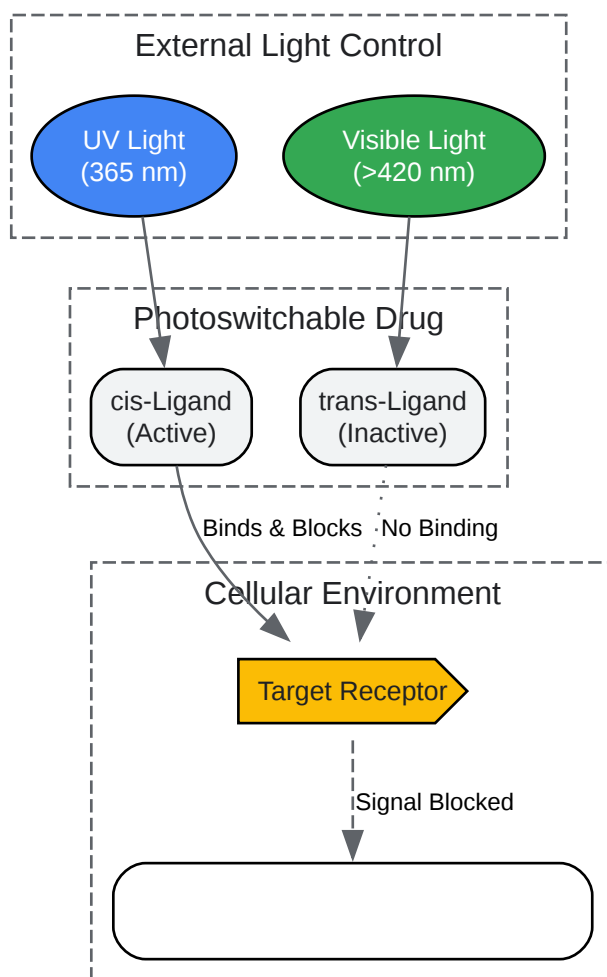 External Light Control
UV Light
(365 nm)
Visible Light
(>420 nm)
Photoswitchable Drug
cis-Ligand
(Active)
trans-Ligand
(Inactive)
Binds & Blocks
No Binding
Cellular Environment
Target Receptor
Signal Blocked